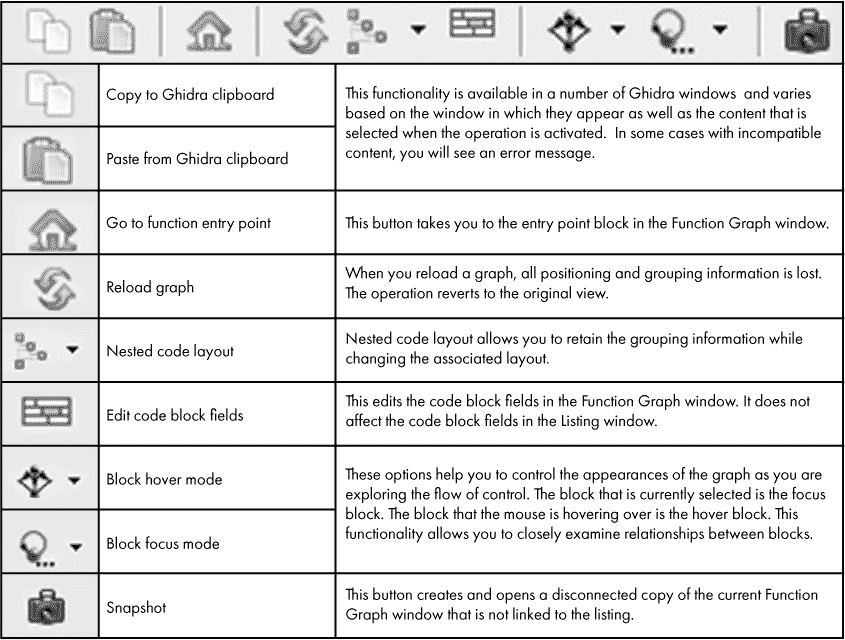 Copy to Ghidra clipboard
This functionality is available in a number of Ghidra windows and varies
based on the window in which they appear as well as the content that is
selected when the operation is activated. In some cases with incompatible
content, you will see an error message.
Paste from Ghidra clipboard
Go to function entry point
This button takes you to the entry point block in the Function Graph window.
Reload graph
When you reload a graph, all positioning and grouping information is lost.
The operation reverts to the original view.
Nested code layout
Nested code layout allows you to retain the grouping information while
changing the associated layout.
Edit code block fields
This edits the code block fields in the Function Graph window. It does not
affect the code block fields in the Listing window.
Block hover mode
These options help you to control the appearances of the graph as you are
exploring the flow of control. The block that is currently selected is the focus
block. The block that the mouse is hovering over is the hover block. This
functionality allows you to closely examine relationships between blocks.
Block focus mode
Snapshot
This button creates and opens a disconnected copy of the current Function
Graph window that is not linked to the listing.